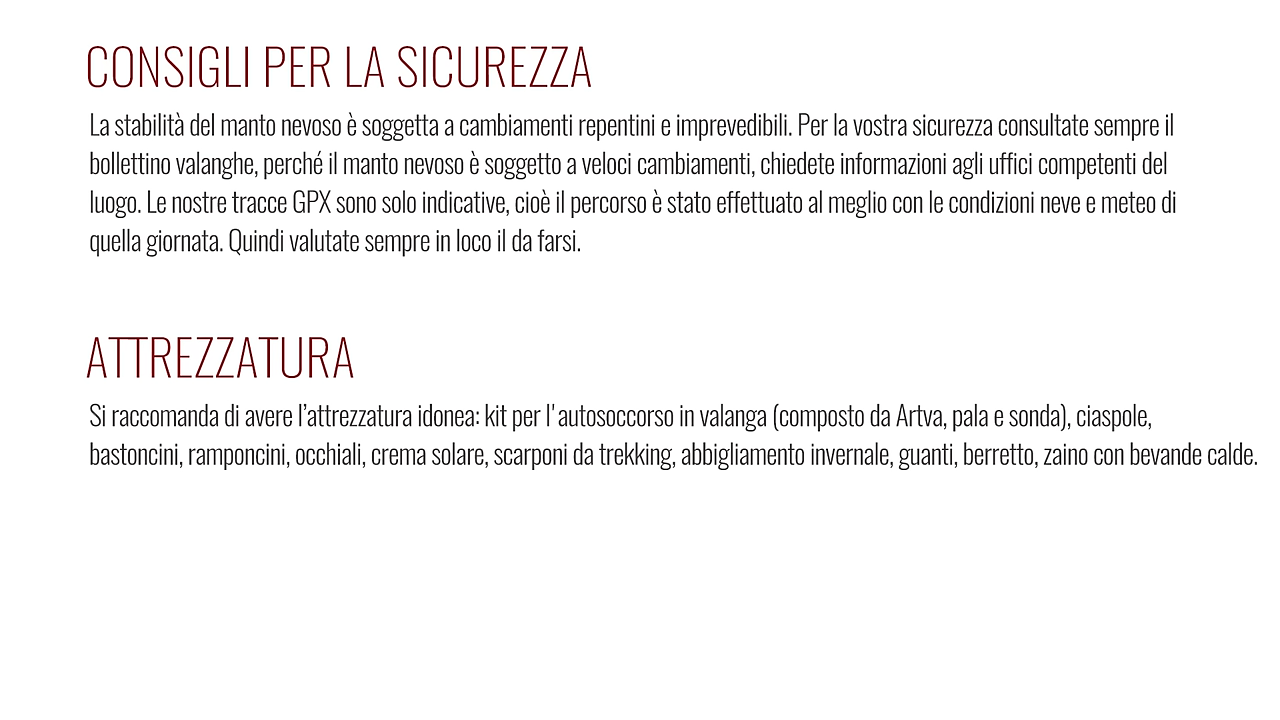 CONSIGLI PER LA SICUREZZA
La stabilità del manto nevoso è soggetta a cambiamenti repentini e imprevedibili. Per la vostra sicurezza consultate sempre il
bollettino valanghe, perché il manto nevoso è soggetto a veloci cambiamenti, chiedete informazioni agli uffici competenti del
luogo. Le nostre tracce GPX sono solo indicative, cioè il percorso è stato effettuato al meglio con le condizioni neve e meteo di
quella giornata. Quindi valutate sempre in loco il da farsi.
ATTREZZATURA
Si raccomanda di avere l’attrezzatura idonea: kit per l'autosoccorso in valanga (composto da Artva, pala e sonda), ciaspole,
bastoncini, ramponcini, occhiali, crema solare, scarponi da trekking, abbigliamento invernale, guanti, berretto, zaino con bevande calde.